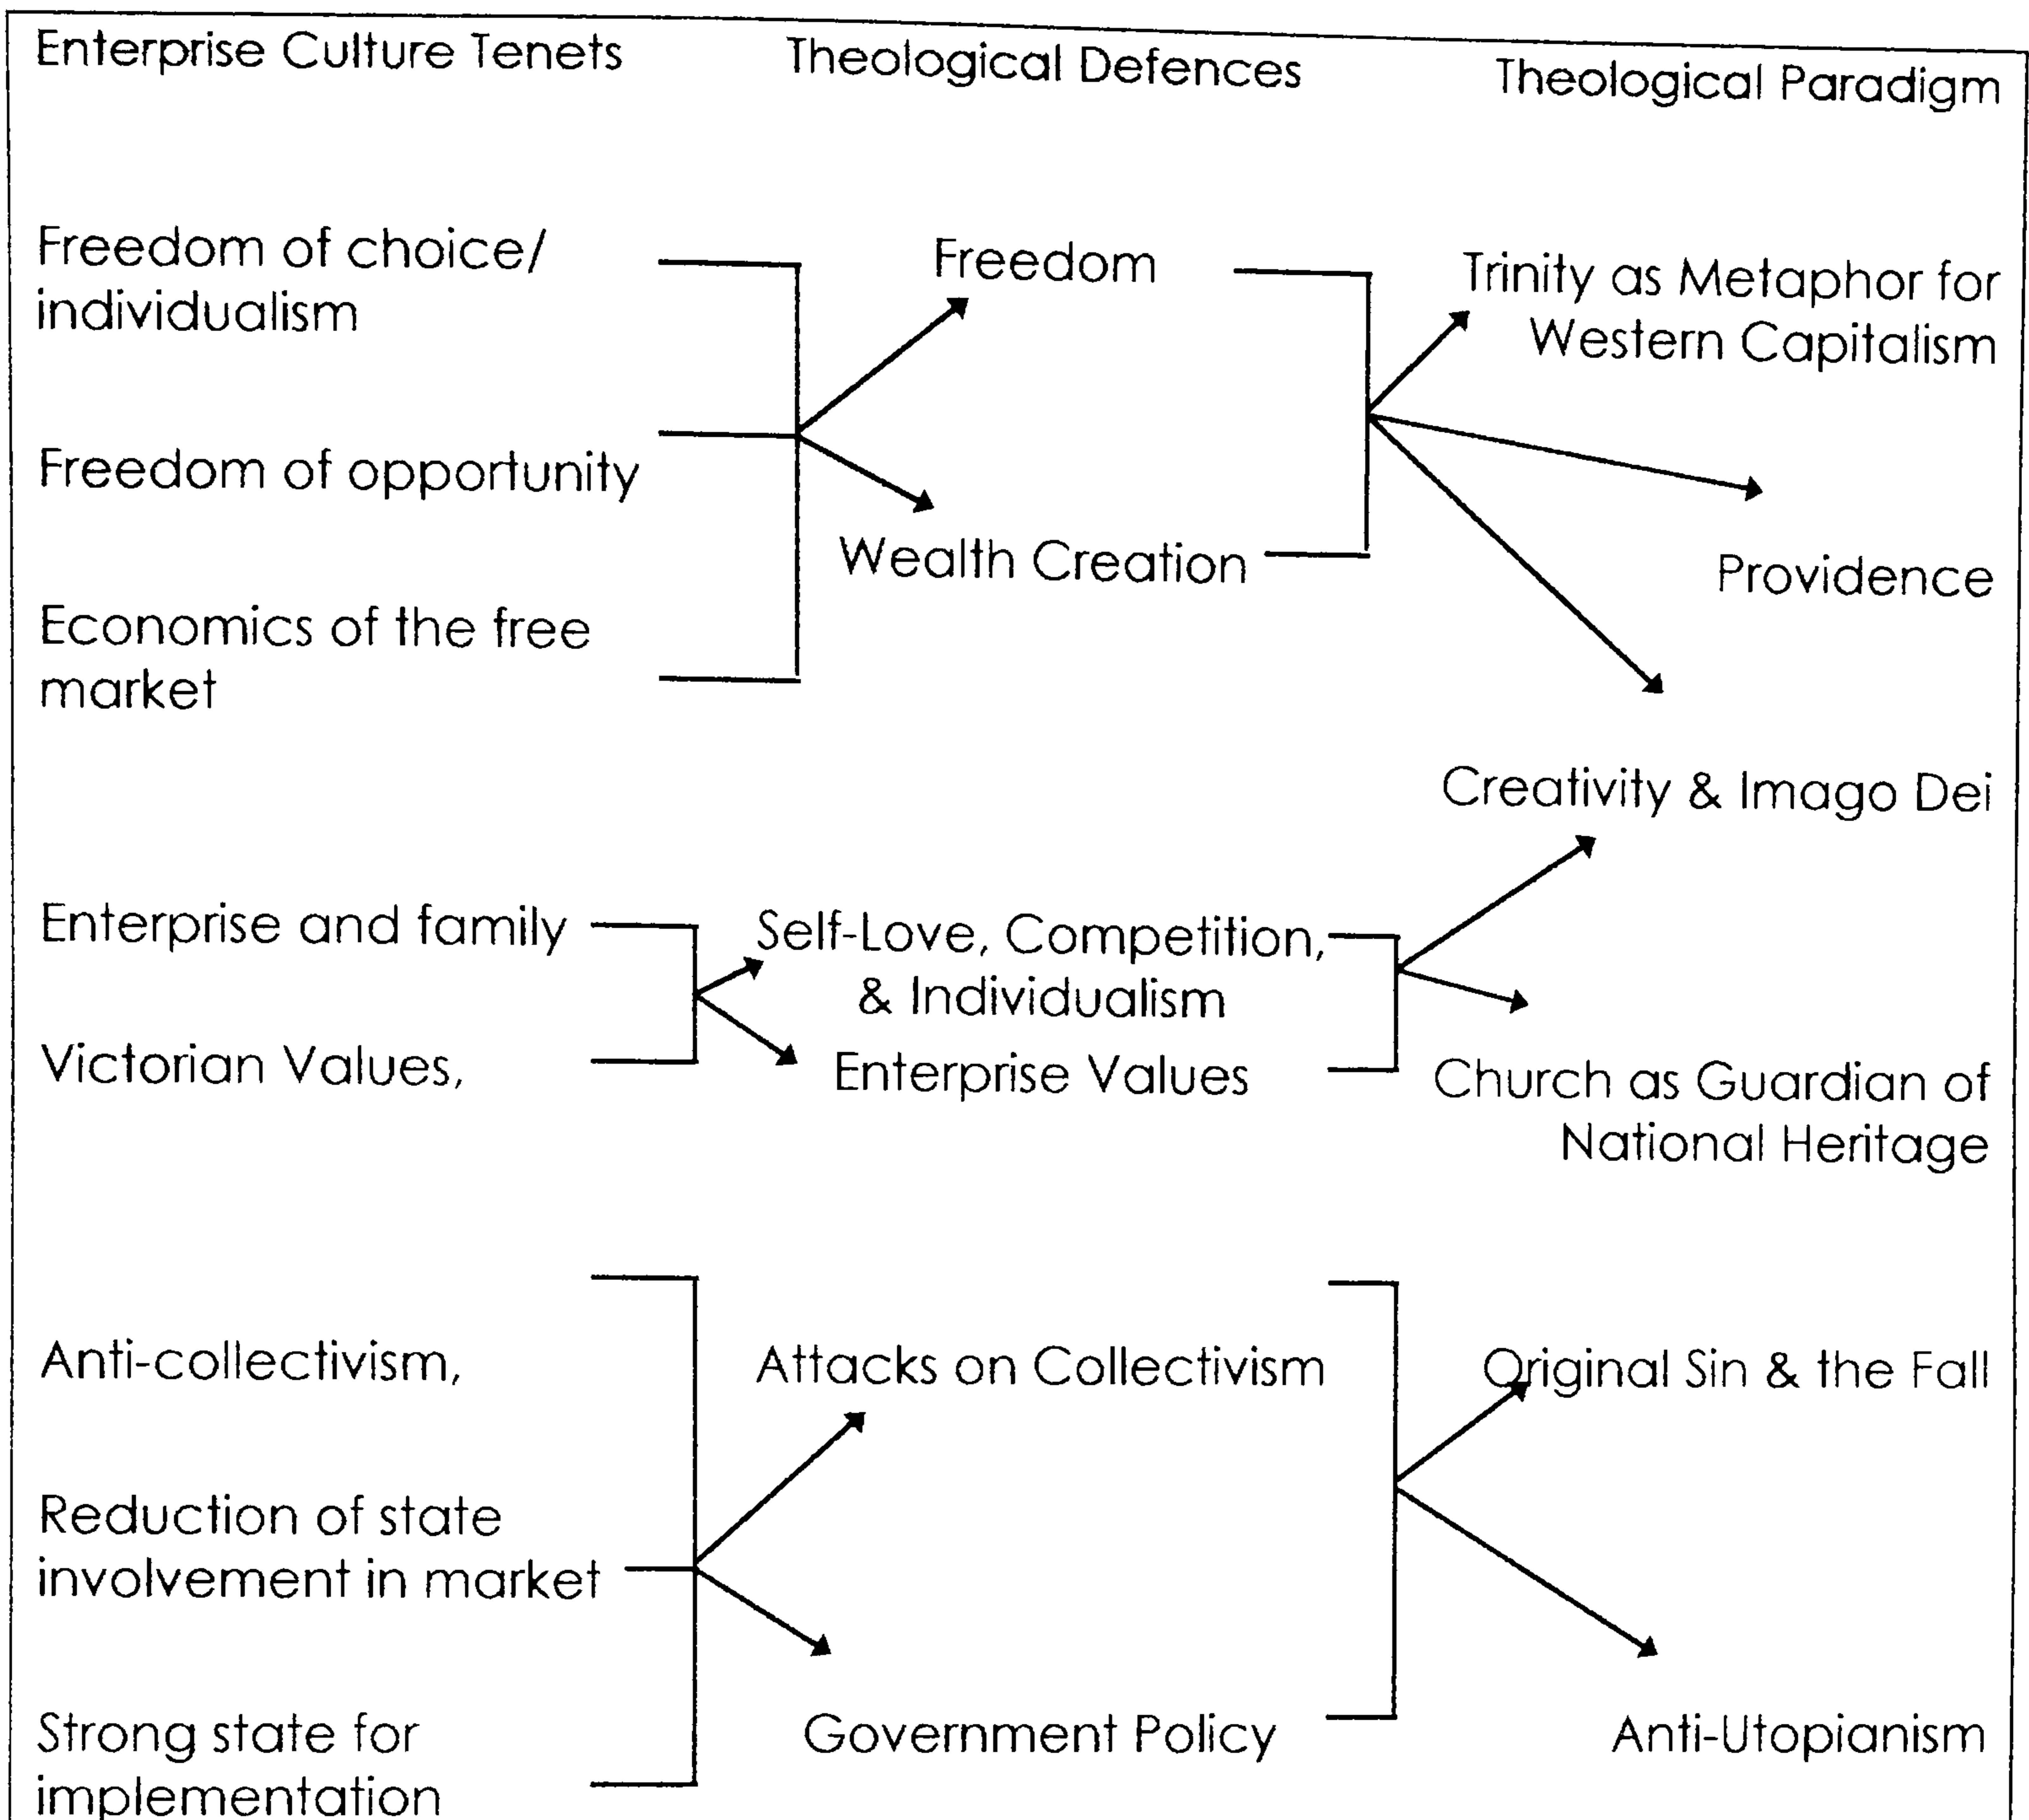 Enterprise Culture Tenets
Theological Defences
Theological Paradigm
Freedom of choice/
individualism
Freedom
Trinity as Metaphor for
Western Capitalism
Freedom of opportunity
Wealth Creation
Providence
Economics of the free
market
Creativity & Imago Dei
Enterprise and family
Self-Love, Competition,
& Individualism
Victorian Values,
Enterprise Values
Church as Guardian of
National Heritage
Anti-collectivism,
Attacks on Collectivism
Original Sin & the Fall
Reduction of state
involvement in market
Strong state for
implementation
Government Policy
Anti-Utopianism